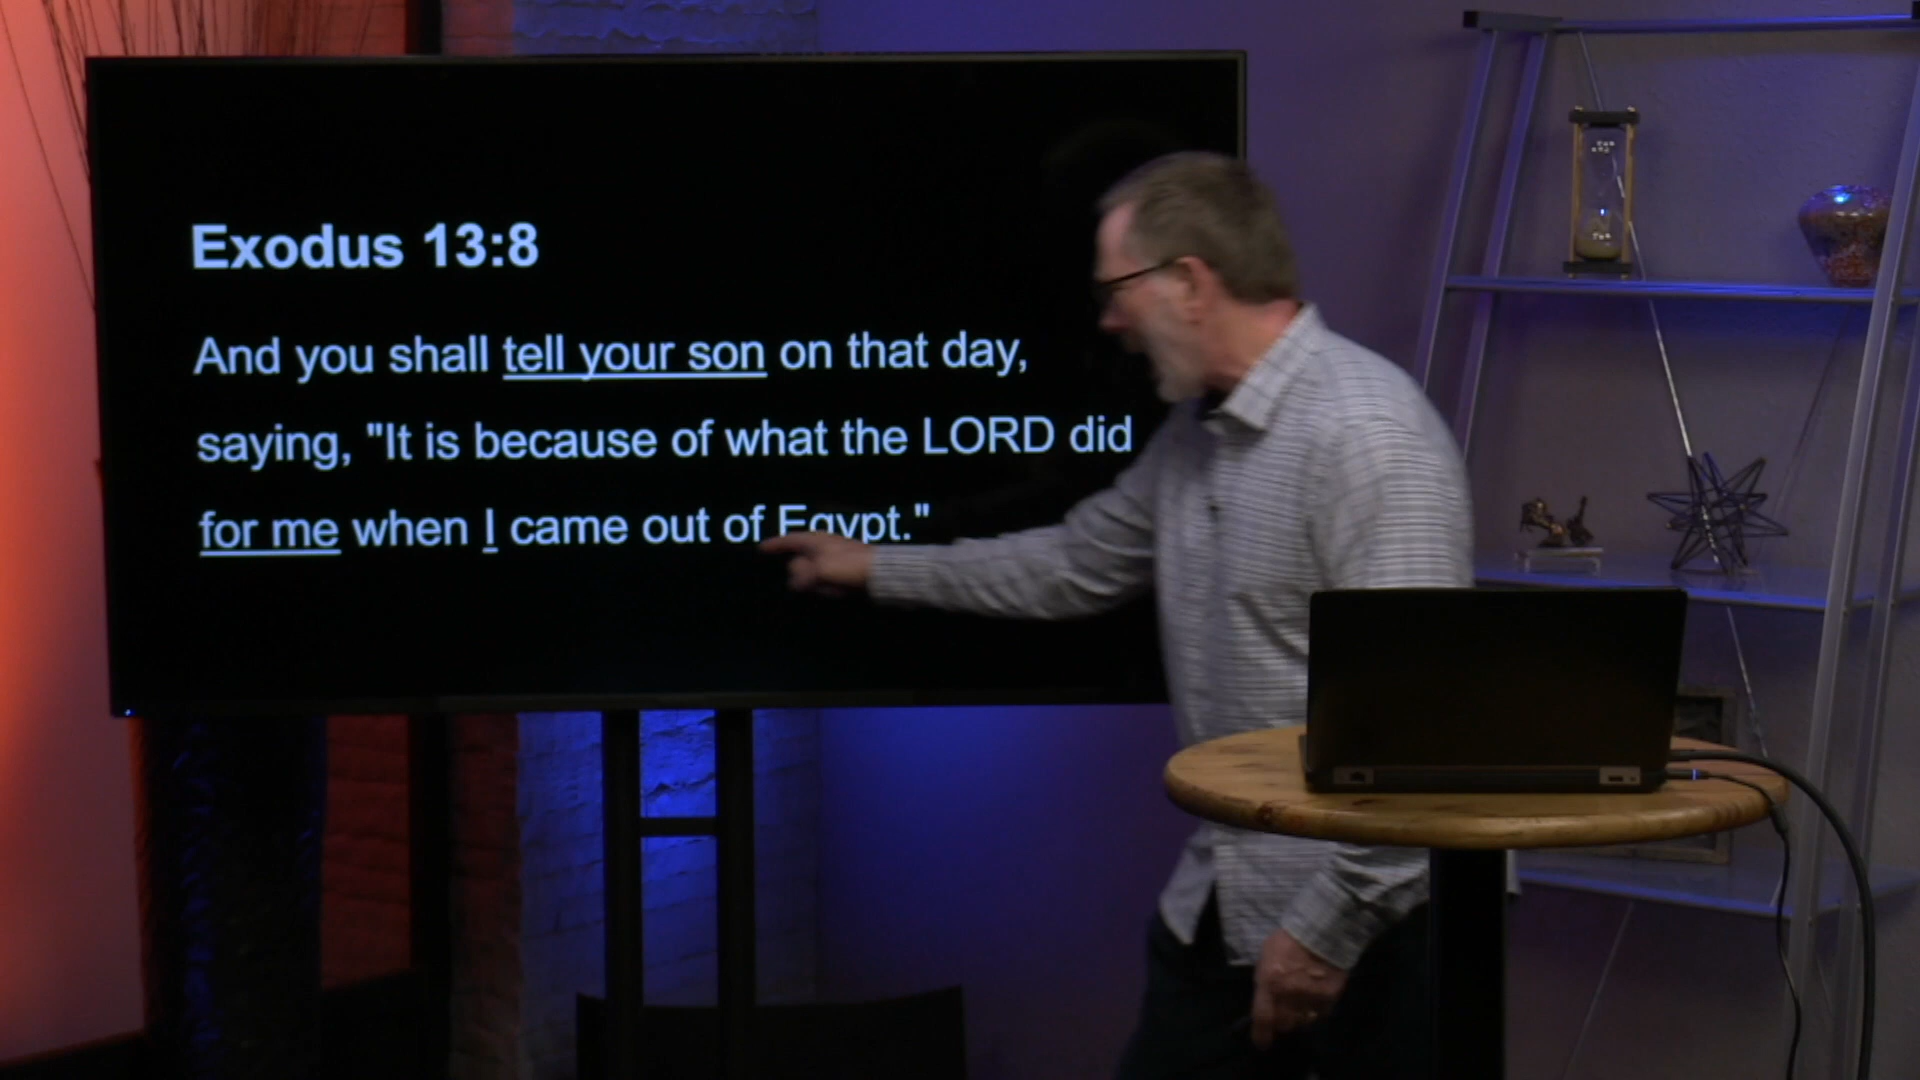 Exodus 13:8
And you shall tell your son on that day,
saying, "It is because of what the LORD did
for me when I came out of Egypt."